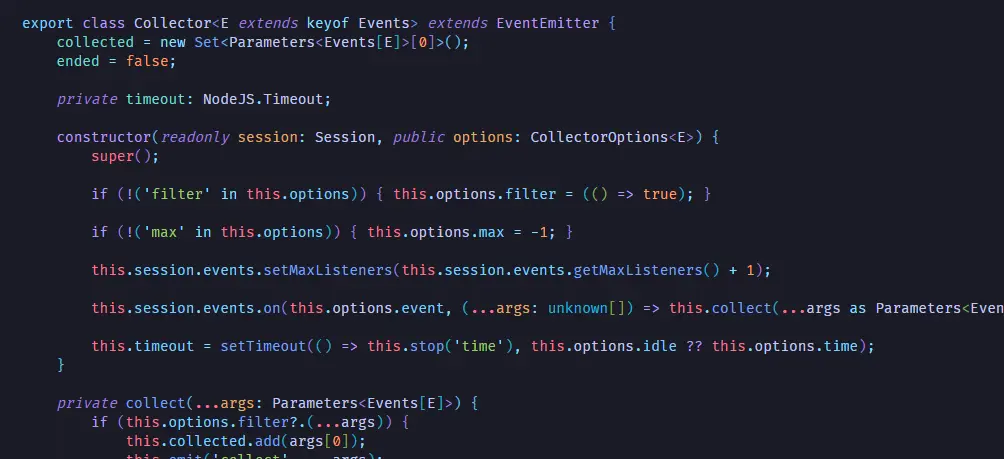 export class Collector<E extends keyof Events> extends EventEmitter {
    collected = new Set<Parameters<Events[E]>[0]>();
    ended = false;

    private timeout: NodeJS.Timeout;

    constructor(readonly session: Session, public options: CollectorOptions<E>) {
        super();

        if (!('filter' in this.options)) { this.options.filter = (() => true); }

        if (!('max' in this.options)) { this.options.max = -1; }

        this.session.events.setMaxListeners(this.session.events.getMaxListeners() + 1);

        this.session.events.on(this.options.event, (...args: unknown[]) => this.collect(...args as Parameters<Even

        this.timeout = setTimeout(() => this.stop('time'), this.options.idle ?? this.options.time);
    }

    private collect(...args: Parameters<Events[E]>) {
        if (this.options.filter?.(...args)) {
            this.collected.add(args[0]);
            this.emit('collect', ...args);